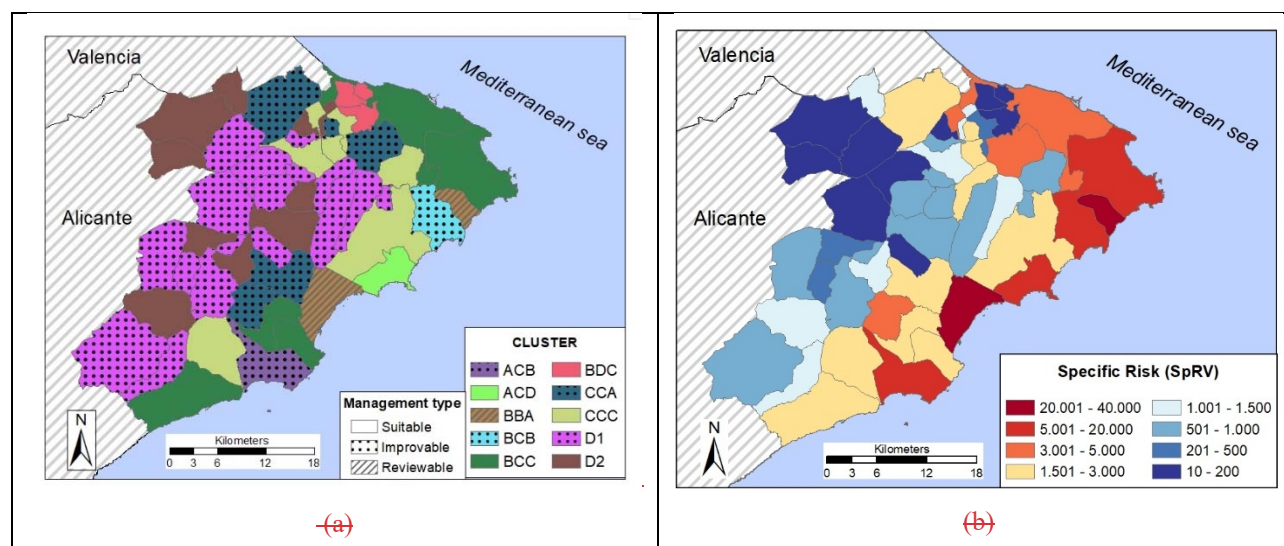 Valencia
Mediterranean sea
Alicante
CLUSTER
ACB BDC
ACD CCA
BBA CCC
BCB D1
BCC D2
Management type
Suitable
Improvable
Reviewable
N
Kilometers
0 3 6 12 18
(a)
Valencia
Mediterranean sea
Alicante
Specific Risk (SpRV)
20.001 - 40.000 1.001 - 1.500
5.001 - 20.000 501 - 1.000
3.001 - 5.000 201 - 500
1.501 - 3.000 10 - 200
N
Kilometers
0 3 6 12 18
(b)